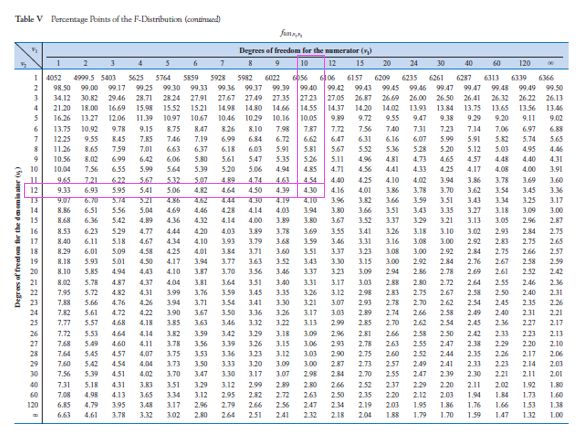 Table V Percentage Points of the F-Distribution (continued)
f0.01,ν1,ν2
ν1 Degrees of freedom for the numerator (ν1)
ν2 1 2 3 4 5 6 7 8 9 10 12 15 20 24 30 40 60 120 ∞
1 4052 4999.5 5403 5625 5764 5859 5928 5982 6022 6056 6106 6157 6209 6235 6261 6287 6313 6339 6366
2 98.50 99.00 99.17 99.25 99.30 99.33 99.36 99.37 99.39 99.40 99.42 99.43 99.45 99.46 99.47 99.47 99.48 99.49 99.50
3 34.12 30.82 29.46 28.71 28.24 27.91 27.67 27.49 27.35 27.23 27.05 26.87 26.69 26.00 26.50 26.41 26.32 26.22 26.13
4 21.20 18.00 16.69 15.98 15.52 15.21 14.98 14.80 14.66 14.55 14.37 14.20 14.02 13.93 13.84 13.75 13.65 13.56 13.46
5 16.26 13.27 12.06 11.39 10.97 10.67 10.46 10.29 10.16 10.05 9.89 9.72 9.55 9.47 9.38 9.29 9.20 9.11 9.02
6 13.75 10.92 9.78 9.15 8.75 8.47 8.26 8.10 7.98 7.87 7.72 7.56 7.40 7.31 7.23 7.14 7.06 6.97 6.88
7 12.25 9.55 8.45 7.85 7.46 7.19 6.99 6.84 6.72 6.62 6.47 6.31 6.16 6.07 5.99 5.91 5.82 5.74 5.65
8 11.26 8.65 7.59 7.01 6.63 6.37 6.18 6.03 5.91 5.81 5.67 5.52 5.36 5.28 5.20 5.12 5.03 4.95 4.46
9 10.56 8.02 6.99 6.42 6.06 5.80 5.61 5.47 5.35 5.26 5.11 4.96 4.81 4.73 4.65 4.57 4.48 4.40 4.31
10 10.04 7.56 6.55 5.99 5.64 5.39 5.20 5.06 4.94 4.85 4.71 4.56 4.41 4.33 4.25 4.17 4.08 4.00 3.91
11 9.65 7.21 6.22 5.67 5.32 5.07 4.89 4.74 4.63 4.54 4.40 4.25 4.10 4.02 3.94 3.86 3.78 3.69 3.60
12 9.33 6.93 5.95 5.41 5.06 4.82 4.64 4.50 4.39 4.30 4.16 4.01 3.86 3.78 3.70 3.62 3.54 3.45 3.36
13 9.07 6.70 5.74 5.21 4.86 4.62 4.44 4.30 4.19 4.10 3.96 3.82 3.66 3.59 3.51 3.43 3.34 3.25 3.17
14 8.86 6.51 5.56 5.04 4.69 4.46 4.28 4.14 4.03 3.94 3.80 3.66 3.51 3.43 3.35 3.27 3.18 3.09 3.00
15 8.68 6.36 5.42 4.89 4.36 4.32 4.14 4.00 3.89 3.80 3.67 3.52 3.37 3.29 3.21 3.13 3.05 2.96 2.87
16 8.53 6.23 5.29 4.77 4.44 4.20 4.03 3.89 3.78 3.69 3.55 3.41 3.26 3.18 3.10 3.02 2.93 2.84 2.75
17 8.40 6.11 5.18 4.67 4.34 4.10 3.93 3.79 3.68 3.59 3.46 3.31 3.16 3.08 3.00 2.92 2.83 2.75 2.65
18 8.29 6.01 5.09 4.58 4.25 4.01 3.84 3.71 3.60 3.51 3.37 3.23 3.08 3.00 2.92 2.84 2.75 2.66 2.57
19 8.18 5.93 5.01 4.50 4.17 3.94 3.77 3.63 3.52 3.43 3.30 3.15 3.00 2.92 2.84 2.76 2.67 2.58 2.59
20 8.10 5.85 4.94 4.43 4.10 3.87 3.70 3.56 3.46 3.37 3.23 3.09 2.94 2.86 2.78 2.69 2.61 2.52 2.42
21 8.02 5.78 4.87 4.37 4.04 3.81 3.64 3.51 3.40 3.31 3.17 3.03 2.88 2.80 2.72 2.64 2.55 2.46 2.36
22 7.95 5.72 4.82 4.31 3.99 3.76 3.59 3.45 3.35 3.26 3.12 2.98 2.83 2.75 2.67 2.58 2.50 2.40 2.31
23 7.88 5.66 4.76 4.26 3.94 3.71 3.54 3.41 3.30 3.21 3.07 2.93 2.78 2.70 2.62 2.54 2.45 2.35 2.26
24 7.82 5.61 4.72 4.22 3.90 3.67 3.50 3.36 3.26 3.17 3.03 2.89 2.74 2.66 2.58 2.49 2.40 2.31 2.21
25 7.77 5.57 4.68 4.18 3.85 3.63 3.46 3.32 3.22 3.13 2.99 2.85 2.70 2.62 2.54 2.45 2.36 2.27 2.17
26 7.72 5.53 4.64 4.14 3.82 3.59 3.42 3.29 3.18 3.09 2.96 2.81 2.66 2.58 2.50 2.42 2.33 2.23 2.13
27 7.68 5.49 4.60 4.11 3.78 3.56 3.39 3.26 3.15 3.06 2.93 2.78 2.63 2.55 2.47 2.38 2.29 2.20 2.10
28 7.64 5.45 4.57 4.07 3.75 3.53 3.36 3.23 3.12 3.03 2.90 2.75 2.60 2.52 2.44 2.35 2.26 2.17 2.06
29 7.60 5.42 4.54 4.04 3.73 3.50 3.33 3.20 3.09 3.00 2.87 2.73 2.57 2.49 2.41 2.33 2.23 2.14 2.03
30 7.56 5.39 4.51 4.02 3.70 3.47 3.30 3.17 3.07 2.98 2.84 2.70 2.55 2.47 2.39 2.30 2.21 2.11 2.01
40 7.31 5.18 4.31 3.83 3.51 3.29 3.12 2.99 2.89 2.80 2.66 2.52 2.37 2.29 2.20 2.11 2.02 1.92 1.80
60 7.08 4.98 4.13 3.65 3.34 3.12 2.95 2.82 2.72 2.63 2.50 2.35 2.20 2.12 2.03 1.94 1.84 1.73 1.60
120 6.85 4.79 3.95 3.48 3.17 2.96 2.79 2.66 2.56 2.47 2.34 2.19 2.03 1.95 1.86 1.76 1.66 1.53 1.38
∞ 6.63 4.61 3.78 3.32 3.02 2.80 2.64 2.51 2.41 2.32 2.18 2.04 1.88 1.79 1.70 1.59 1.47 1.32 1.00
Degrees of freedom for the denominator (ν2)